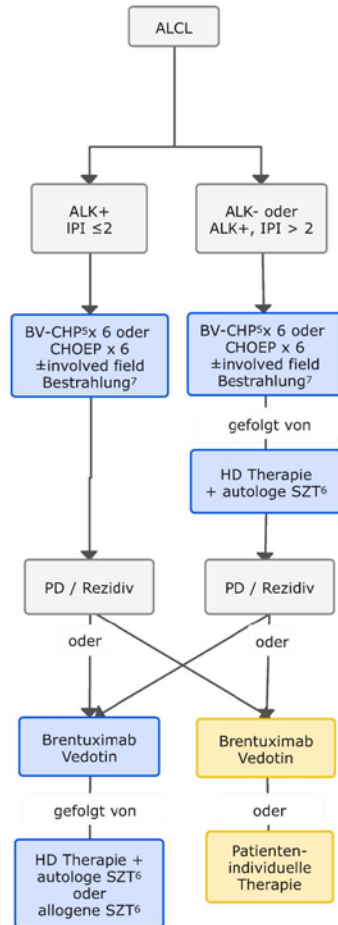 ALCL
ALK+
IPI ≤2
ALK- oder
ALK+, IPI > 2
BV-CHP⁵x 6 oder
CHOEP x 6
±involved field
Bestrahlung⁷
BV-CHP⁵x 6 oder
CHOEP x 6
±involved field
Bestrahlung⁷
gefolgt von
HD Therapie
+ autologe SZT⁶
PD / Rezidiv
PD / Rezidiv
oder
oder
Brentuximab
Vedotin
Brentuximab
Vedotin
gefolgt von
oder
HD Therapie +
autologe SZT⁶
oder
allogene SZT⁶
Patienten-
individuelle
Therapie